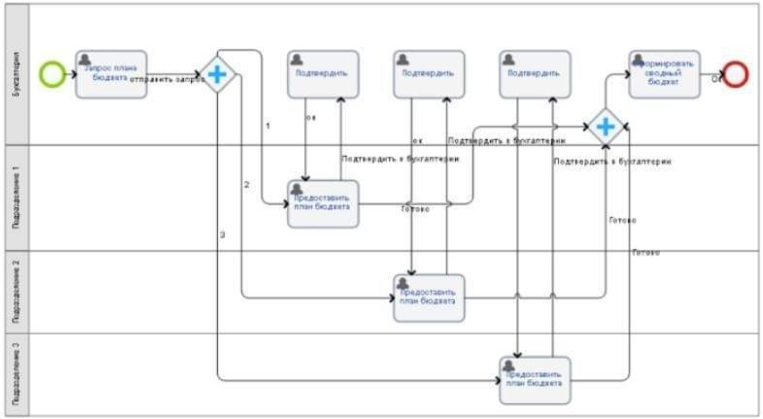 Бухгалтерия
Запрос плана
бюджета
отправить запрос
Подтвердить
Подтвердить
Подтвердить
Сформировать
сводный
бюджет
ок
1
ок
Подтвердить в бухгалтерии
Подтвердить в бухгалтерии
Подтвердить в бухгалтерии
Подразделение 1
2
Предоставить
план бюджета
Готово
Готово
3
Готово
Подразделение 2
Предоставить
план бюджета
Подразделение 3
Предоставить
план бюджета